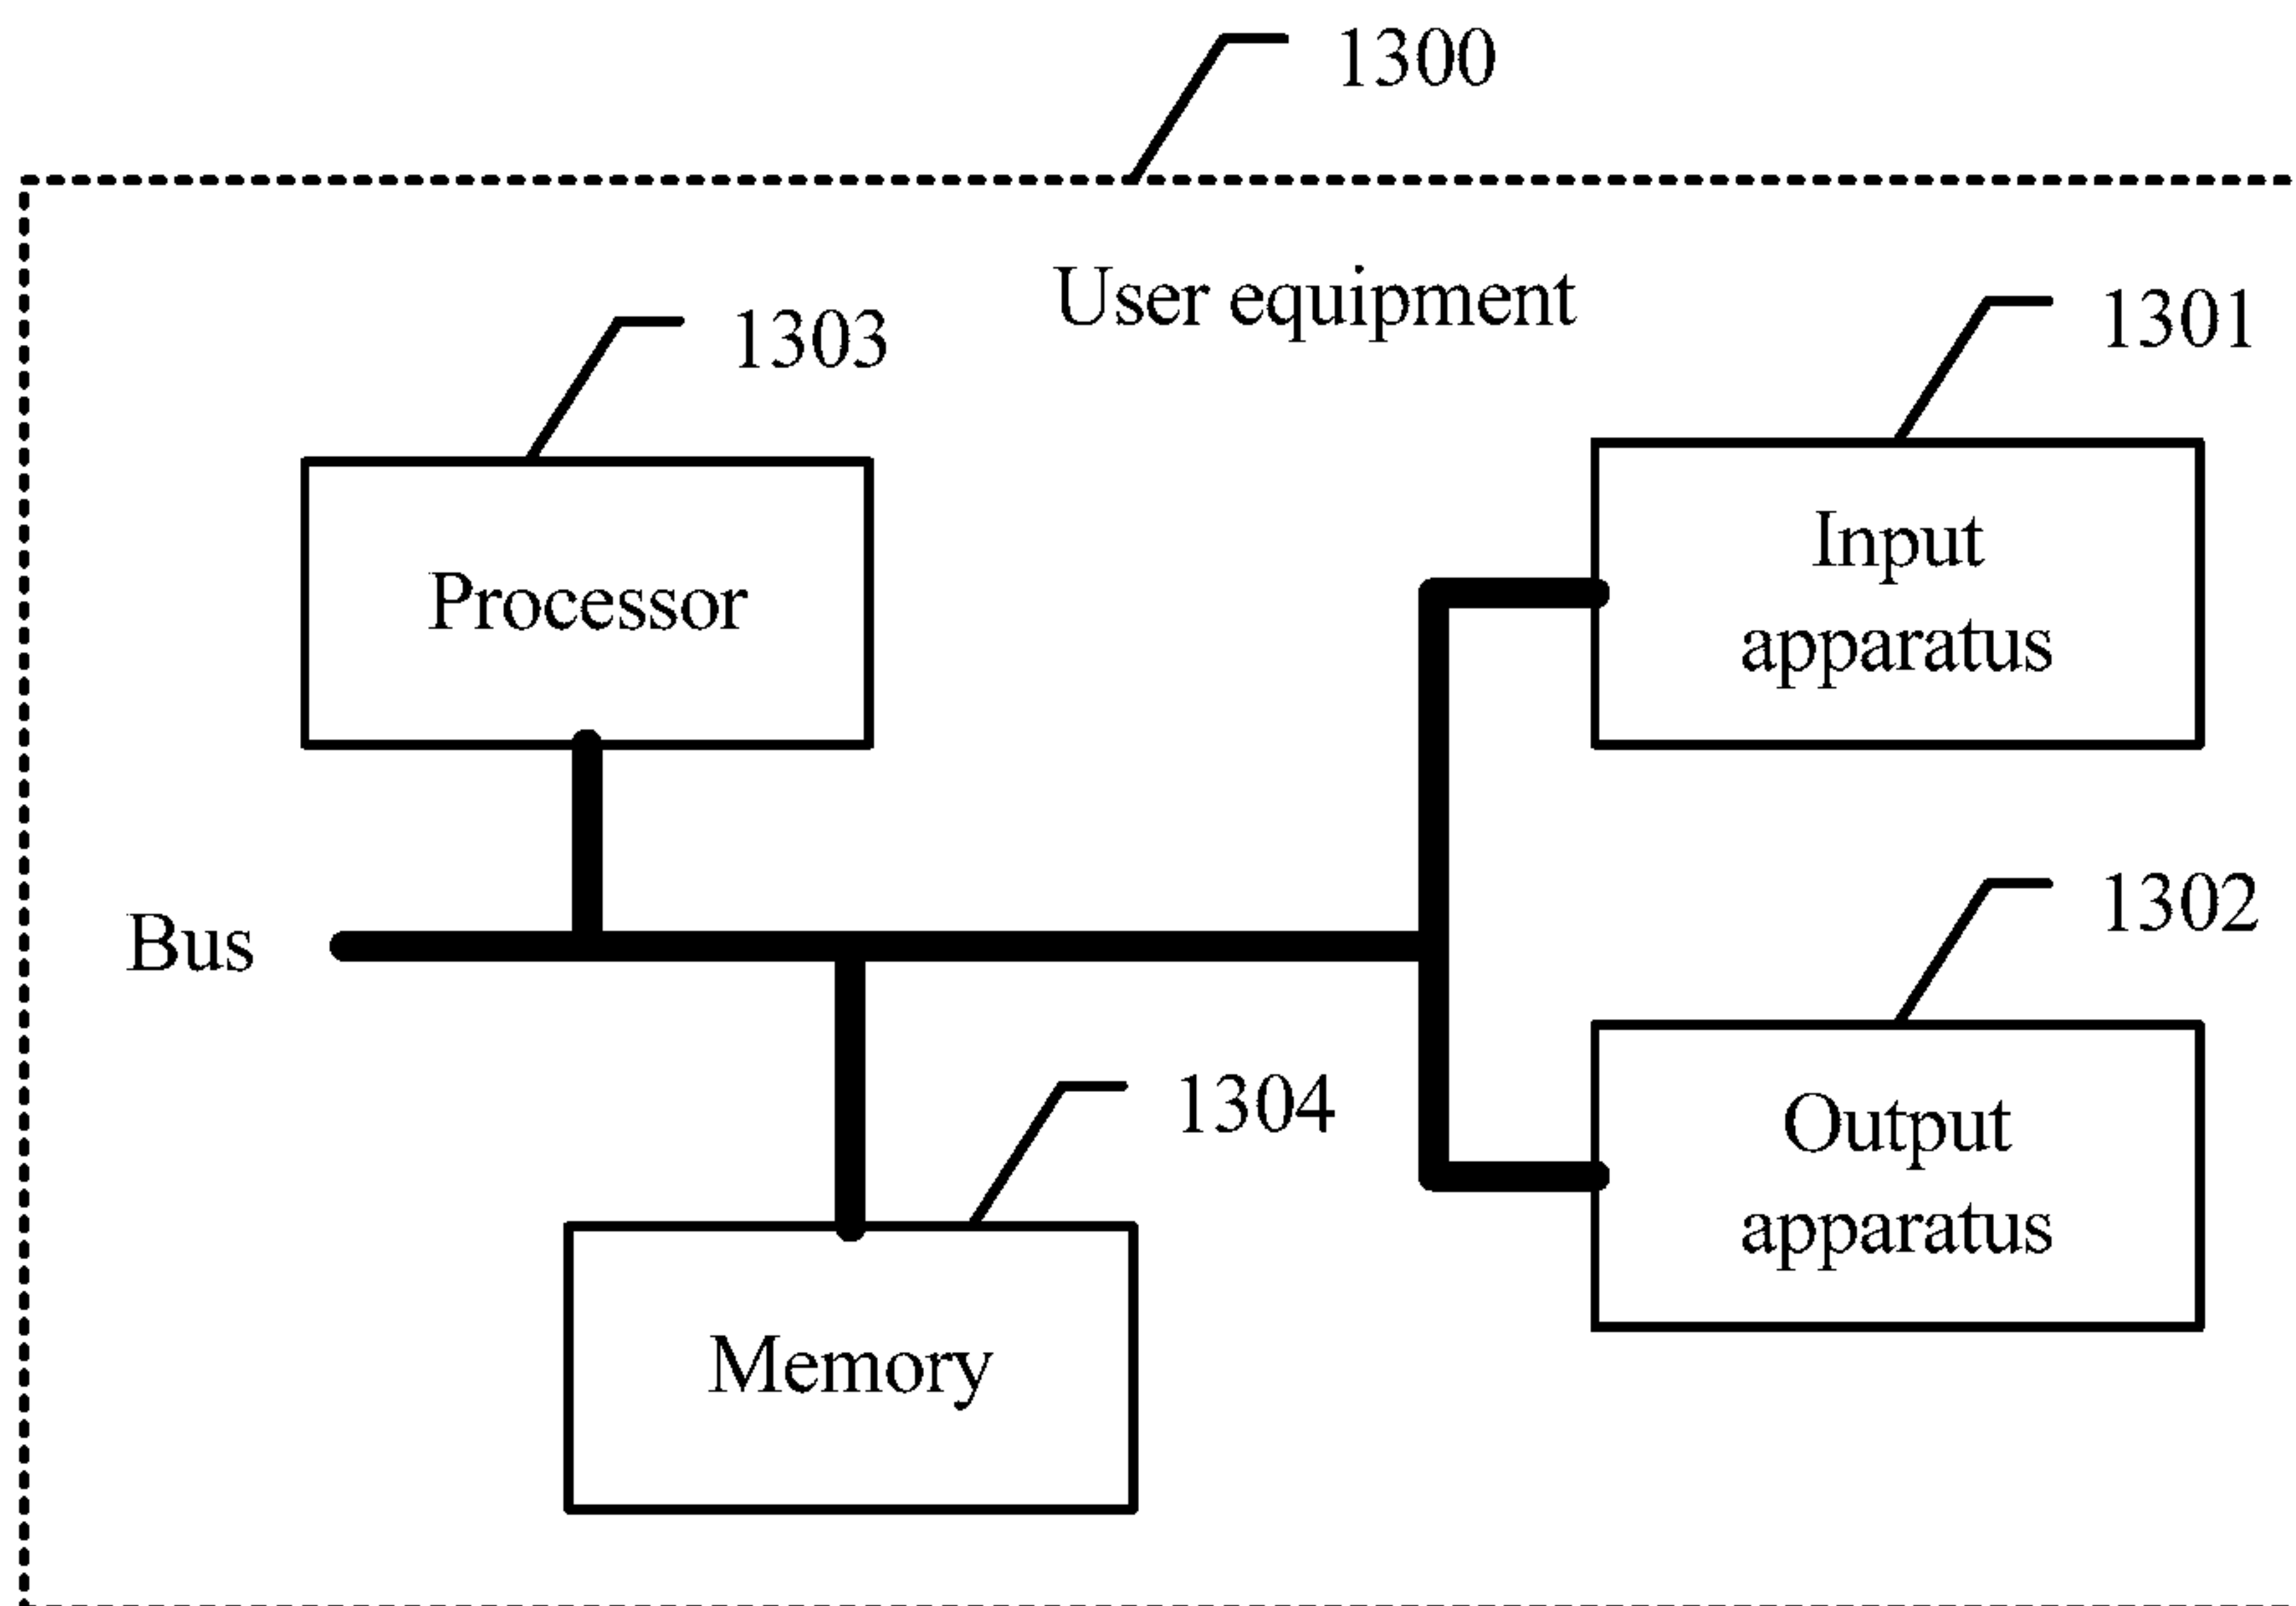 1300
User equipment
1303
1301
Processor
Input
apparatus
Bus
1302
1304
Output
apparatus
Memory